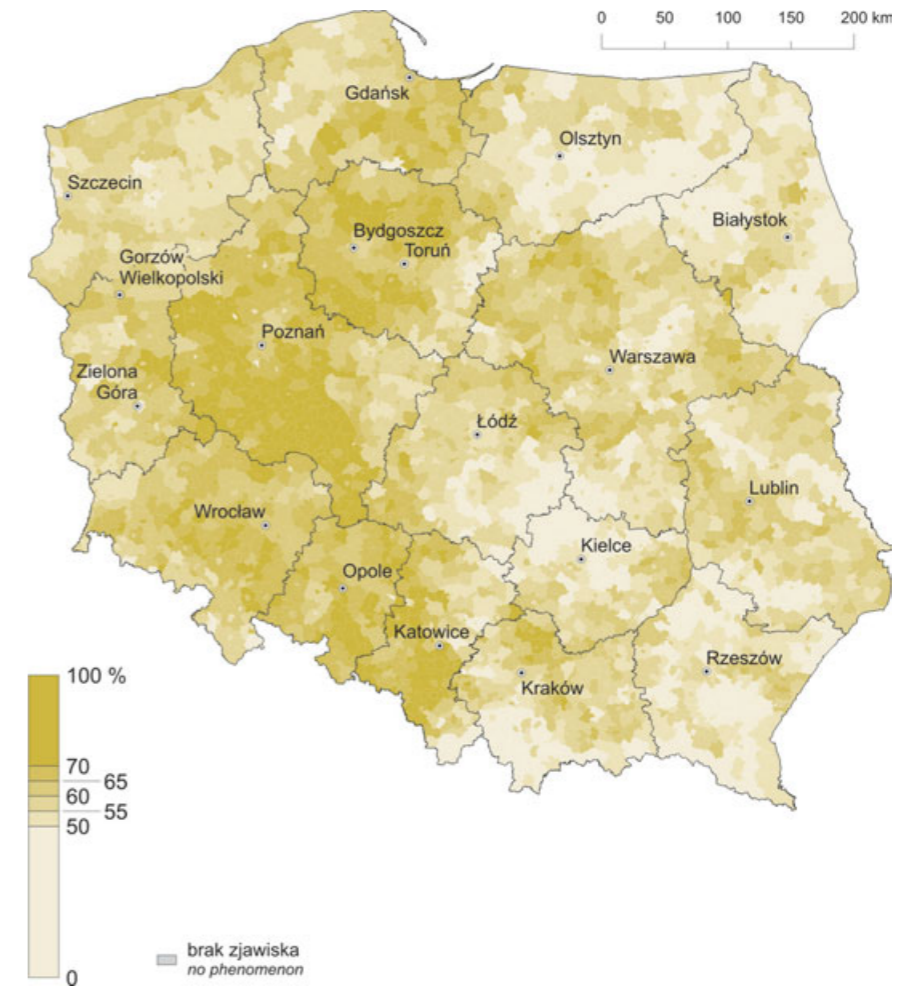 0 50 100 150 200 km
Gdańsk
Olsztyn
Szczecin
Białystok
Bydgoszcz
Toruń
Gorzów
Wielkopolski
Poznań
Warszawa
Zielona
Góra
Łódź
Lublin
Wrocław
Kielce
Opole
Katowice
Rzeszów
Kraków
100 %
70
65
60
55
50
0
brak zjawiska
no phenomenon